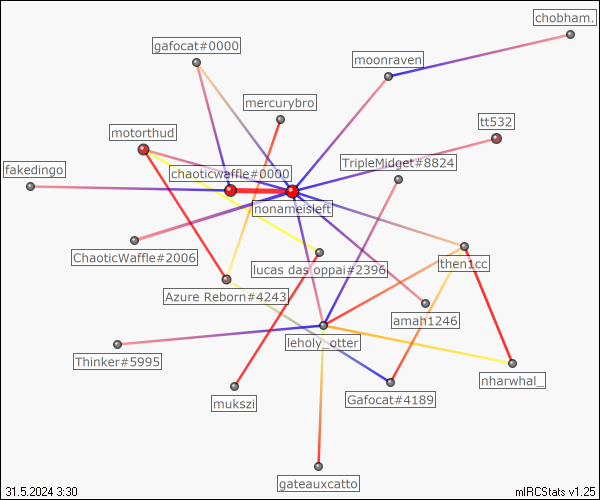 chobham.
gafocat#0000
moonraven
mercurybro
tt532
motorthud
TripleMidget#8824
fakedingo
chaoticwaffle#0000
nonameisleft
ChaoticWaffle#2006
lucas das oppai#2396
then1cc
Azure Reborn#4243
amah1246
leholy_otter
Thinker#5995
nharwhal_
mukszi
Gafocat#4189
gateauxcatto
31.5.2024 3:30
mIRCStats v1.25